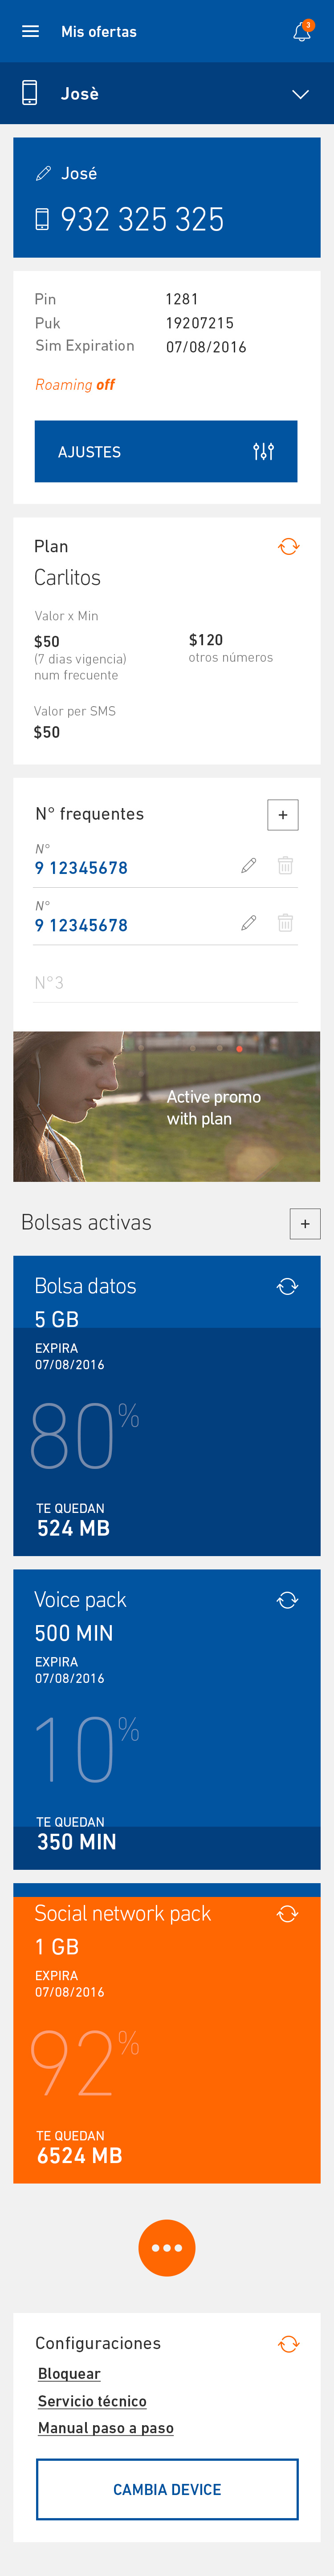 Mis ofertas
3
Josè
José
932 325 325
Pin 1281
Puk 19207215
Sim Expiration 07/08/2016
Roaming off
AJUSTES
Plan
Carlitos
Valor x Min
$50 $120
(7 dias vigencia) otros números
num frecuente
Valor per SMS
$50
N° frequentes
+
N°
9 12345678
N°
9 12345678
N°3
Active promo
with plan
Bolsas activas
+
Bolsa datos
5 GB
EXPIRA
07/08/2016
80%
TE QUEDAN
524 MB
Voice pack
500 MIN
EXPIRA
07/08/2016
10%
TE QUEDAN
350 MIN
Social network pack
1 GB
EXPIRA
07/08/2016
92%
TE QUEDAN
6524 MB
Configuraciones
Bloquear
Servicio técnico
Manual paso a paso
CAMBIA DEVICE